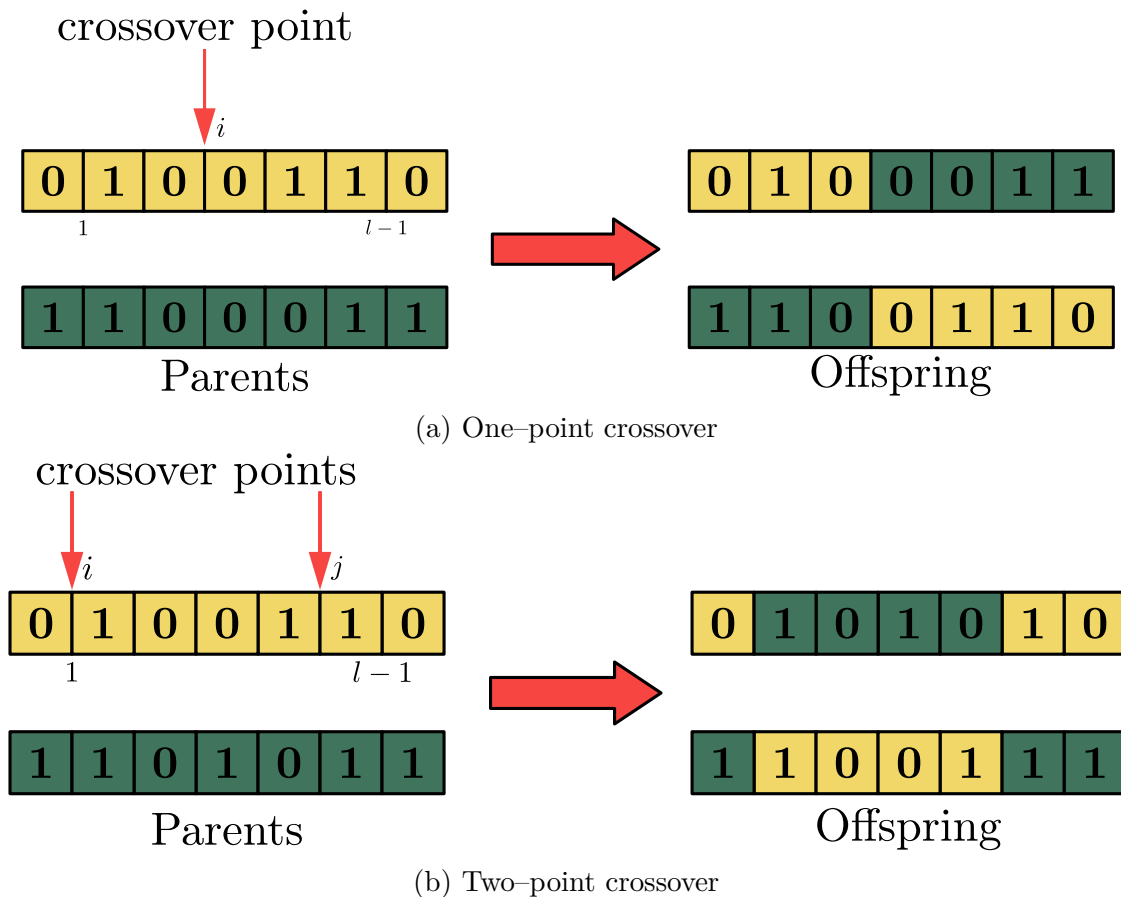 crossover point
i
0 1 0 0 1 1 0
0 1 0 0 0 1 1
1
l − 1
1 1 0 0 0 1 1
1 1 0 0 1 1 0
Parents
Offspring
(a) One–point crossover
crossover points
i
j
0 1 0 0 1 1 0
0 1 0 1 0 1 0
1
l − 1
1 1 0 1 0 1 1
1 1 0 0 1 1 1
Parents
Offspring
(b) Two–point crossover